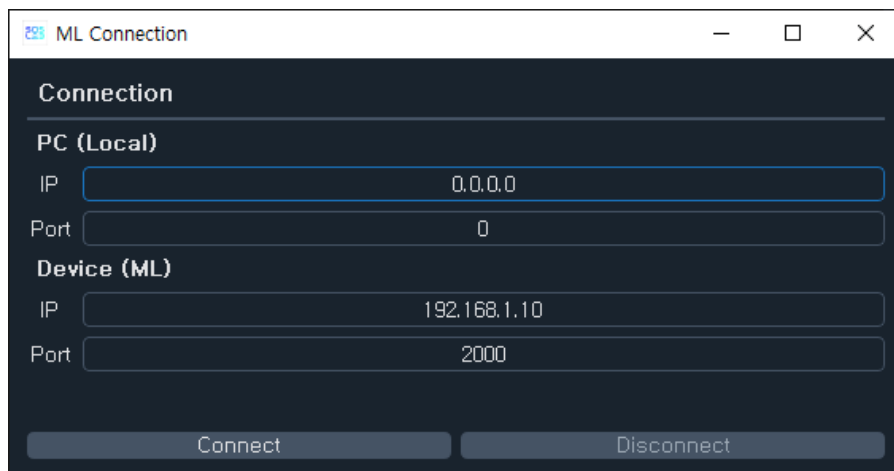 ML Connection
Connection
PC (Local)
IP 0.0.0.0
Port 0
Device (ML)
IP 192.168.1.10
Port 2000
Connect Disconnect